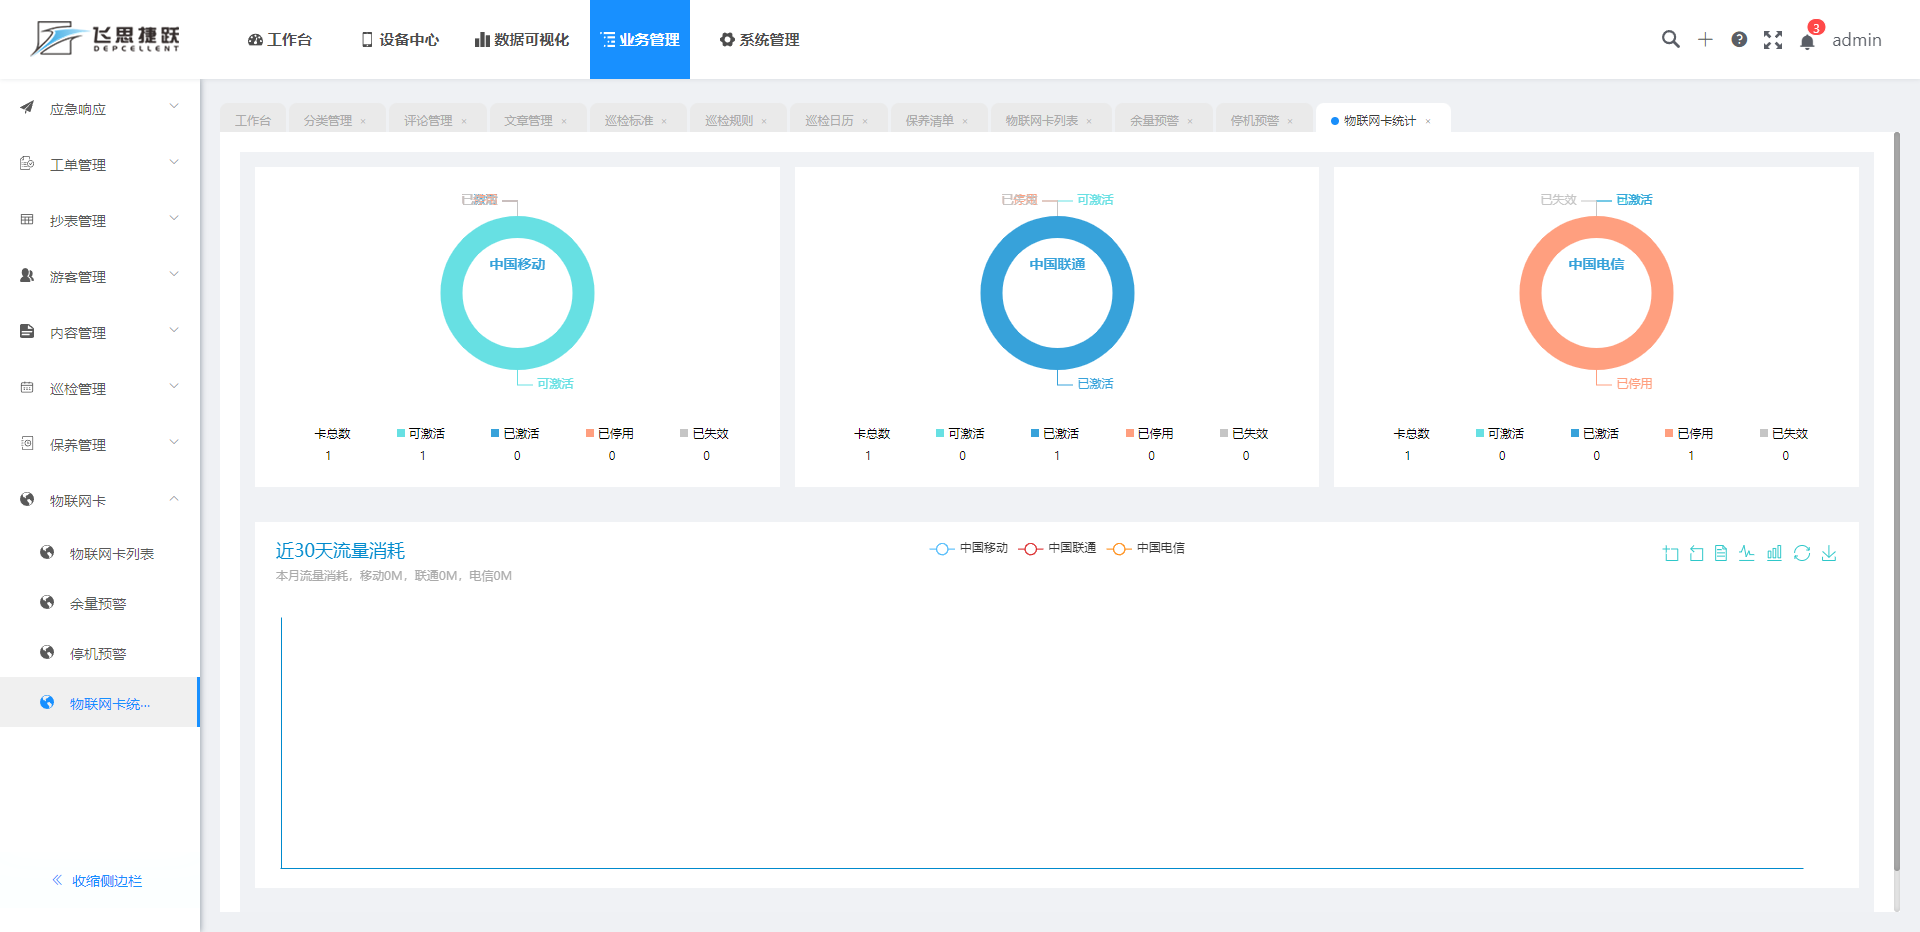 飞思捷跃
DEPCELLENT
工作台
设备中心
数据可视化
业务管理
系统管理
3
admin
应急响应
工单管理
抄表管理
游客管理
内容管理
巡检管理
保养管理
物联网卡
物联网卡列表
余量预警
停机预警
物联网卡统...
收缩侧边栏
工作台
分类管理 ×
评论管理 ×
文章管理 ×
巡检标准 ×
巡检规则 ×
巡检日历 ×
保养清单 ×
物联网卡列表 ×
余量预警 ×
停机预警 ×
物联网卡统计 ×
中国移动
可激活
卡总数 可激活 已激活 已停用 已失效
1 1 0 0 0
可激活
中国联通
已激活
卡总数 可激活 已激活 已停用 已失效
1 0 1 0 0
已失效 已激活
中国电信
已停用
卡总数 可激活 已激活 已停用 已失效
1 0 0 1 0
近30天流量消耗
本月流量消耗，移动0M，联通0M，电信0M
中国移动 中国联通 中国电信